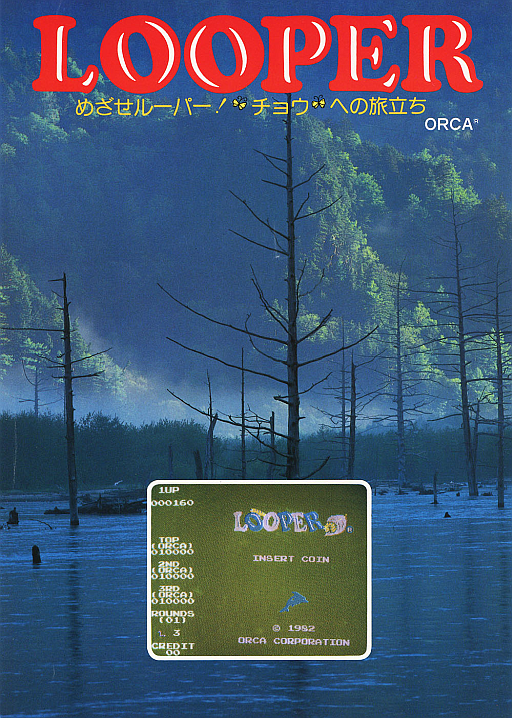 LOOPER
めざせルーパー!チョウへの旅立ち
ORCA®
1UP
000160
TOP
(ORCA)
010000
2ND
(ORCA)
010000
3RD
(ORCA)
010000
ROUNDS
(01)
3
CREDIT
00
LOOPER®
INSERT COIN
© 1982
ORCA CORPORATION